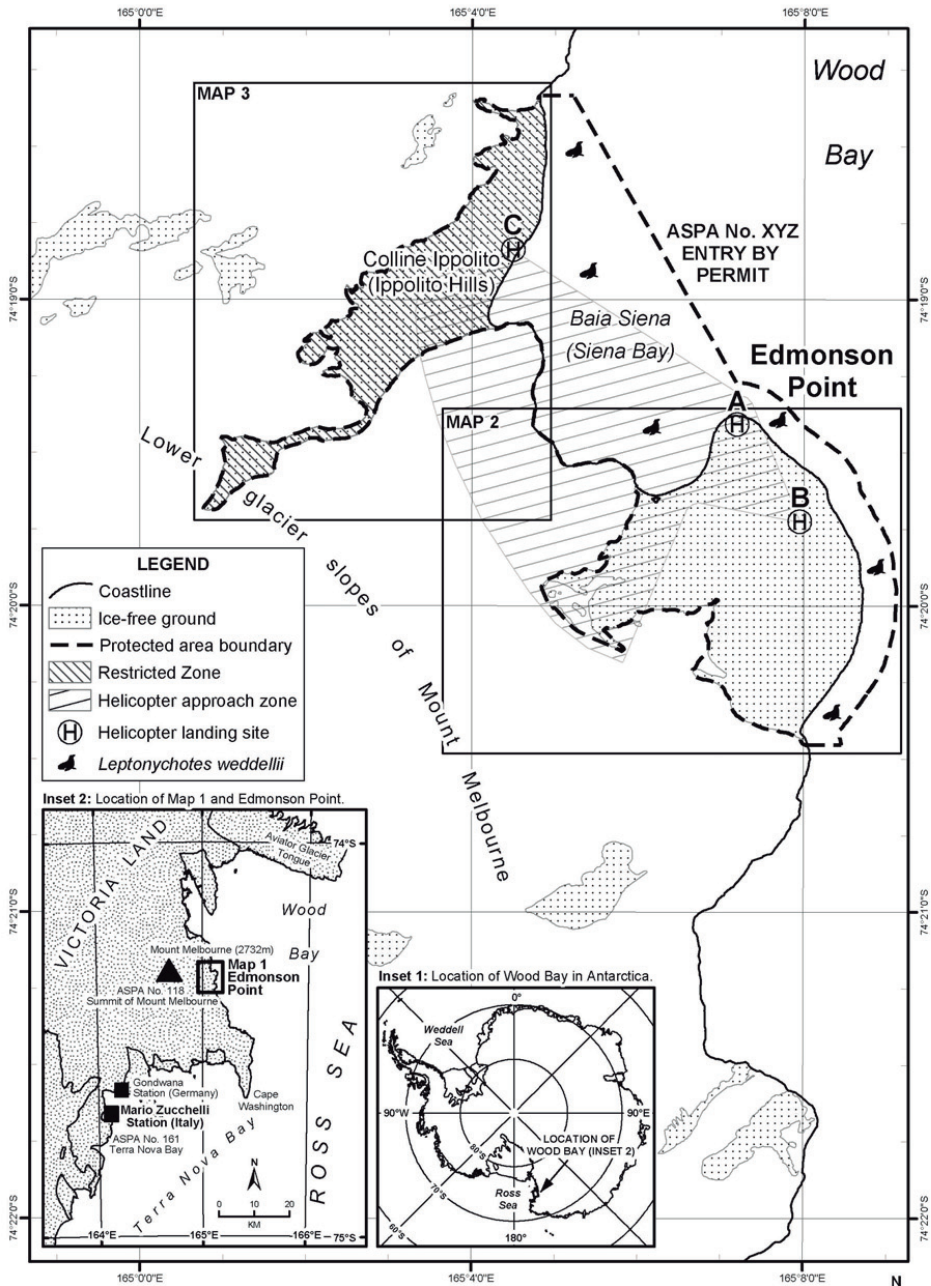 165°0'E
165°4'E
165°8'E
Wood
Bay
MAP 3
ASPA No. XYZ
ENTRY BY
PERMIT
C
H
Colline Ippolito
(Ippolito Hills)
74°19'0"S
74°19'0"S
Baia Siena
(Siena Bay)
Edmonson
Point
A
H
MAP 2
B
H
Lower
glacier
slopes
of
Mount
Melbourne
74°20'0"S
74°20'0"S
LEGEND
Coastline
Ice-free ground
Protected area boundary
Restricted Zone
Helicopter approach zone
H
Helicopter landing site
Leptonychotes weddellii
Inset 2: Location of Map 1 and Edmonson Point.
VICTORIA LAND
Aviator Glacier
Tongue
74°S
Wood
Bay
Mount Melbourne (2732m)
ASPA No. 118
Summit of Mount Melbourne
Map 1
Edmonson
Point
Gondwana
Station (Germany)
Mario Zucchelli
Station (Italy)
ASPA No. 161
Terra Nova Bay
Cape
Washington
Terra Nova Bay
ROSS SEA
N
0 10 20
KM
164°E
165°E
166°E
75°S
74°21'0"S
74°21'0"S
Inset 1: Location of Wood Bay in Antarctica.
0°
Weddell
Sea
90°W
90°E
LOCATION OF
WOOD BAY (INSET 2)
80°S
70°S
60°S
Ross
Sea
180°
74°22'0"S
74°22'0"S
165°0'E
165°4'E
165°8'E
N